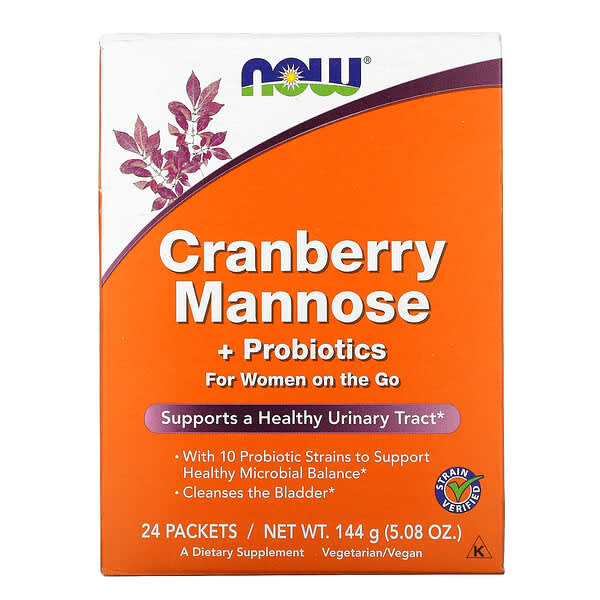 NOW®
Cranberry
Mannose
+ Probiotics
For Women on the Go
Supports a Healthy Urinary Tract*
• With 10 Probiotic Strains to Support
Healthy Microbial Balance*
• Cleanses the Bladder*
STRAIN
VERIFIED
24 PACKETS / NET WT. 144 g (5.08 OZ.)
A Dietary Supplement Vegetarian/Vegan
K